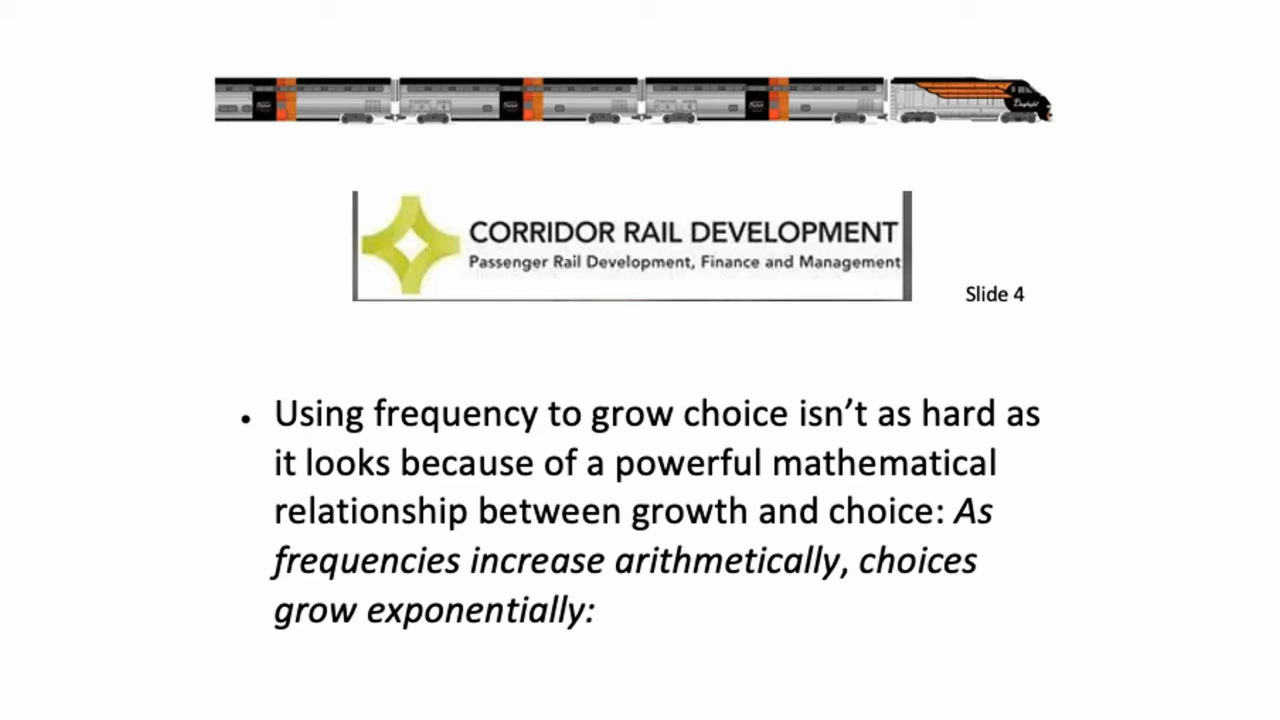 Daylight
CORRIDOR RAIL DEVELOPMENT
Passenger Rail Development, Finance and Management
Slide 4
• Using frequency to grow choice isn’t as hard as
it looks because of a powerful mathematical
relationship between growth and choice: As
frequencies increase arithmetically, choices
grow exponentially: